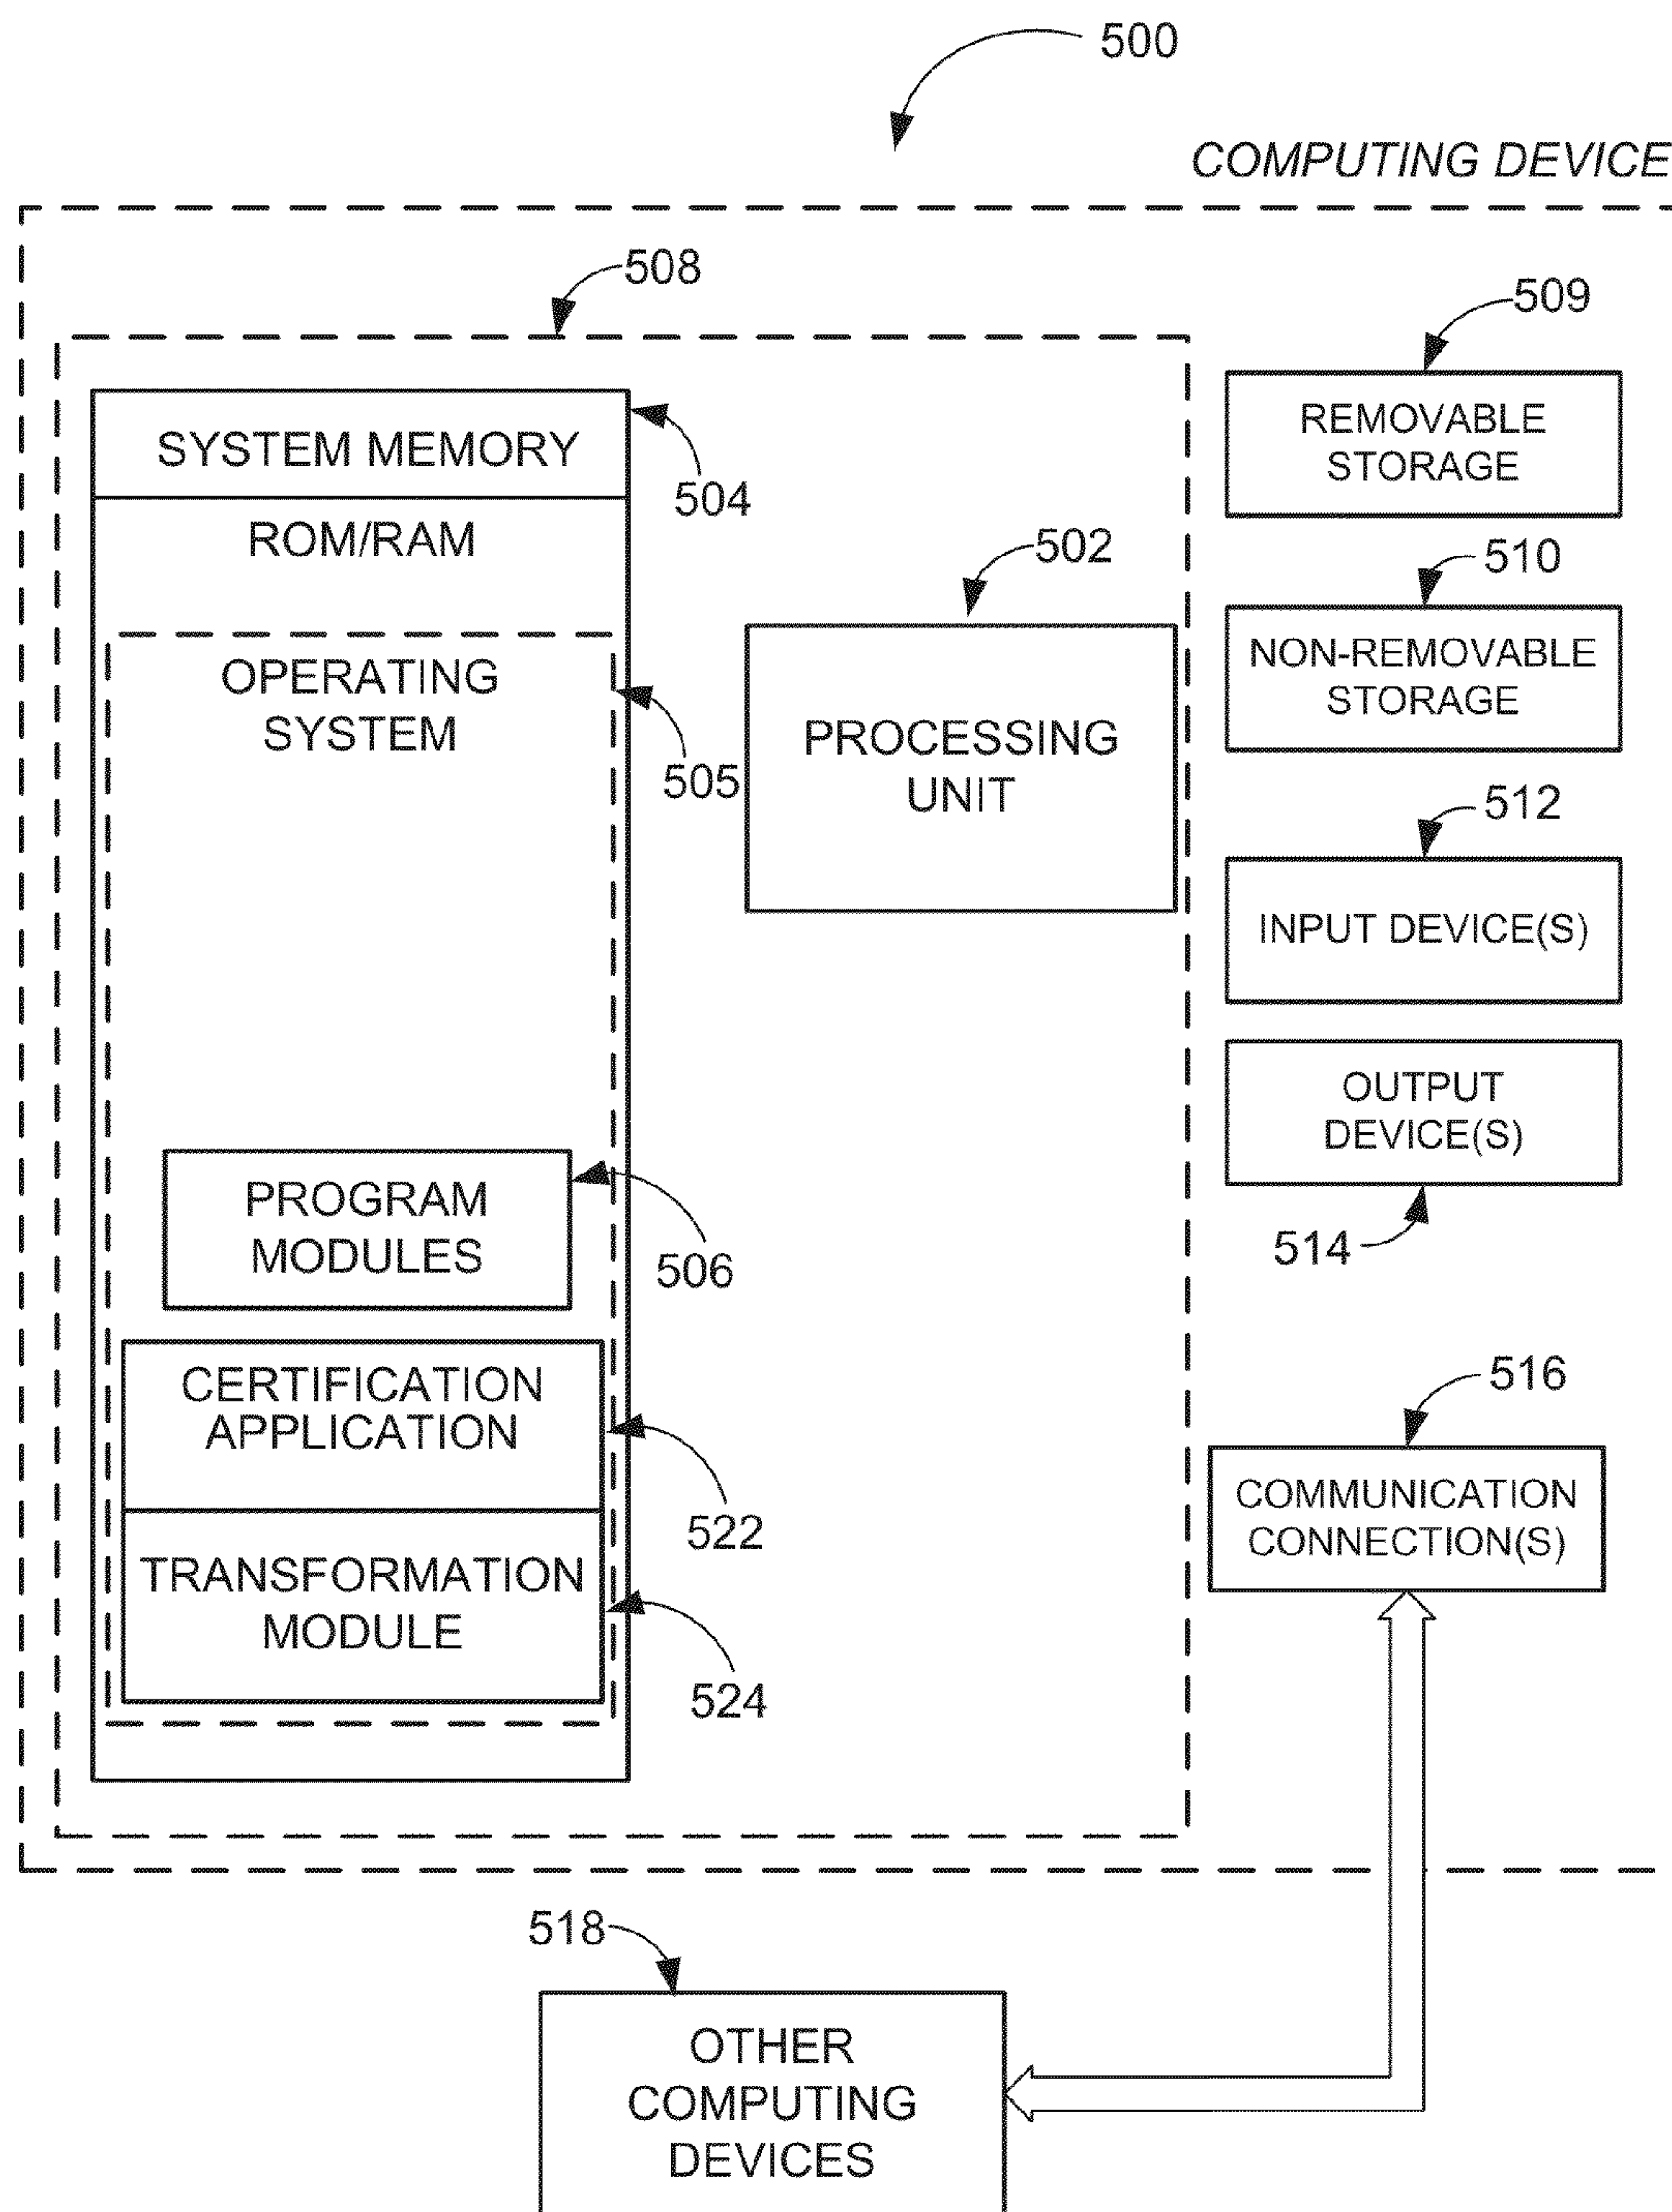 500
COMPUTING DEVICE
508
509
SYSTEM MEMORY
504
ROM/RAM
REMOVABLE
STORAGE
502
510
OPERATING
SYSTEM
505
PROCESSING
UNIT
NON-REMOVABLE
STORAGE
512
INPUT DEVICE(S)
OUTPUT
DEVICE(S)
514
PROGRAM
MODULES
506
CERTIFICATION
APPLICATION
522
516
COMMUNICATION
CONNECTION(S)
TRANSFORMATION
MODULE
524
518
OTHER
COMPUTING
DEVICES